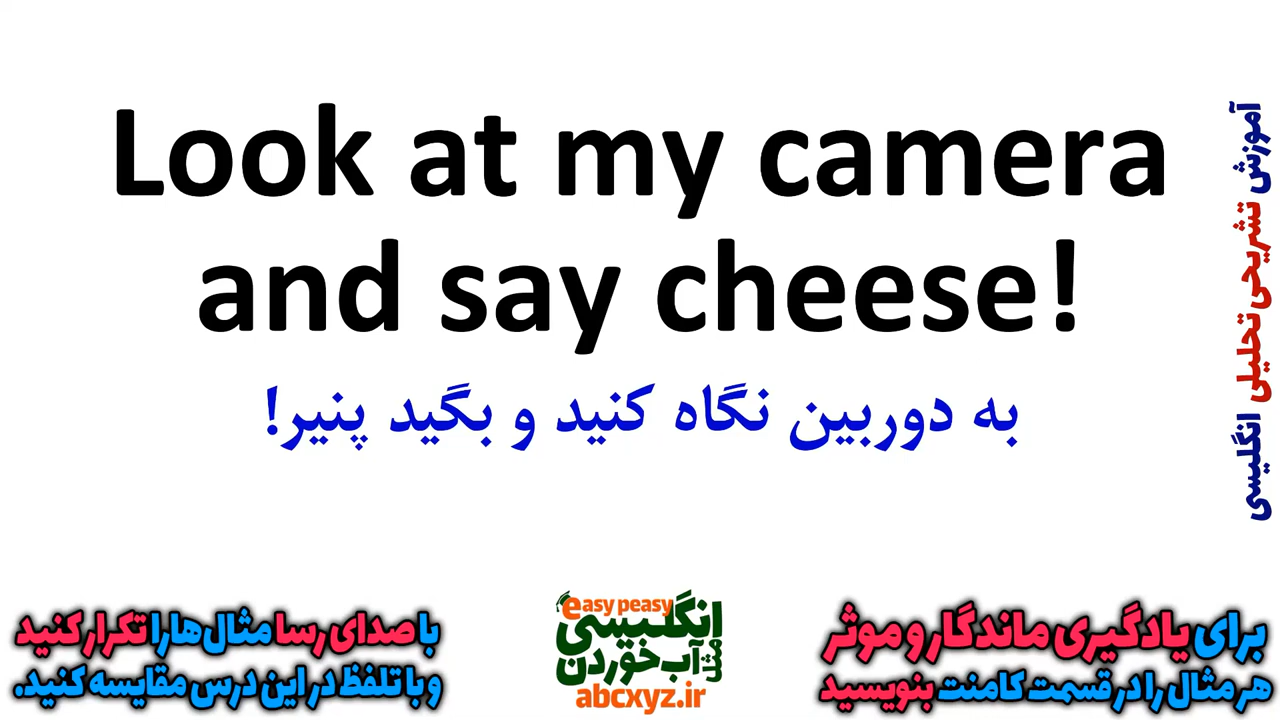 Look at my camera
and say cheese!
به دوربین نگاه کنید و بگید پنیر!
آموزش تشریحی تحلیلی انگلیسی
برای یادگیری ماندگار و موثر
هر مثال را در قسمت کامنت بنویسید
easy peasy
انگلیسی
مثل آب خوردن
abcxyz.ir
با صدای رسا مثال‌ها را تکرار کنید
و با تلفظ در این درس مقایسه کنید.